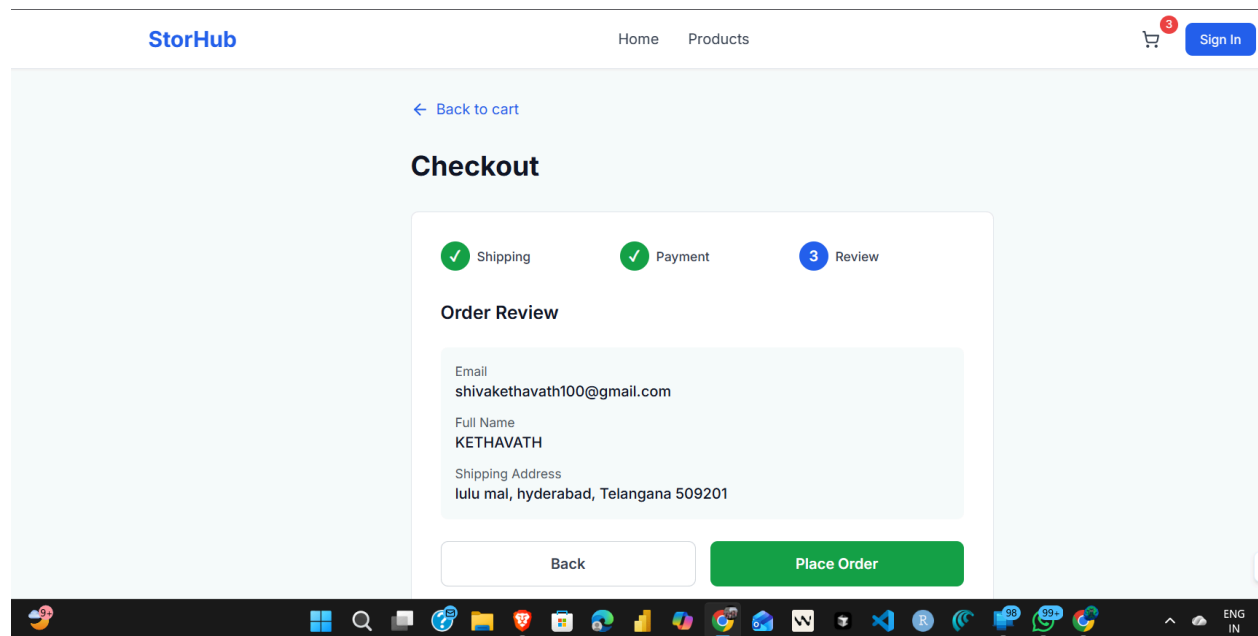 StorHub
Home Products
3
Sign In
← Back to cart
Checkout
✓ Shipping ✓ Payment 3 Review
Order Review
Email
shivakethavath100@gmail.com
Full Name
KETHAVATH
Shipping Address
lulu mal, hyderabad, Telangana 509201
Back Place Order
9+ 98 99+ ENG
R IN